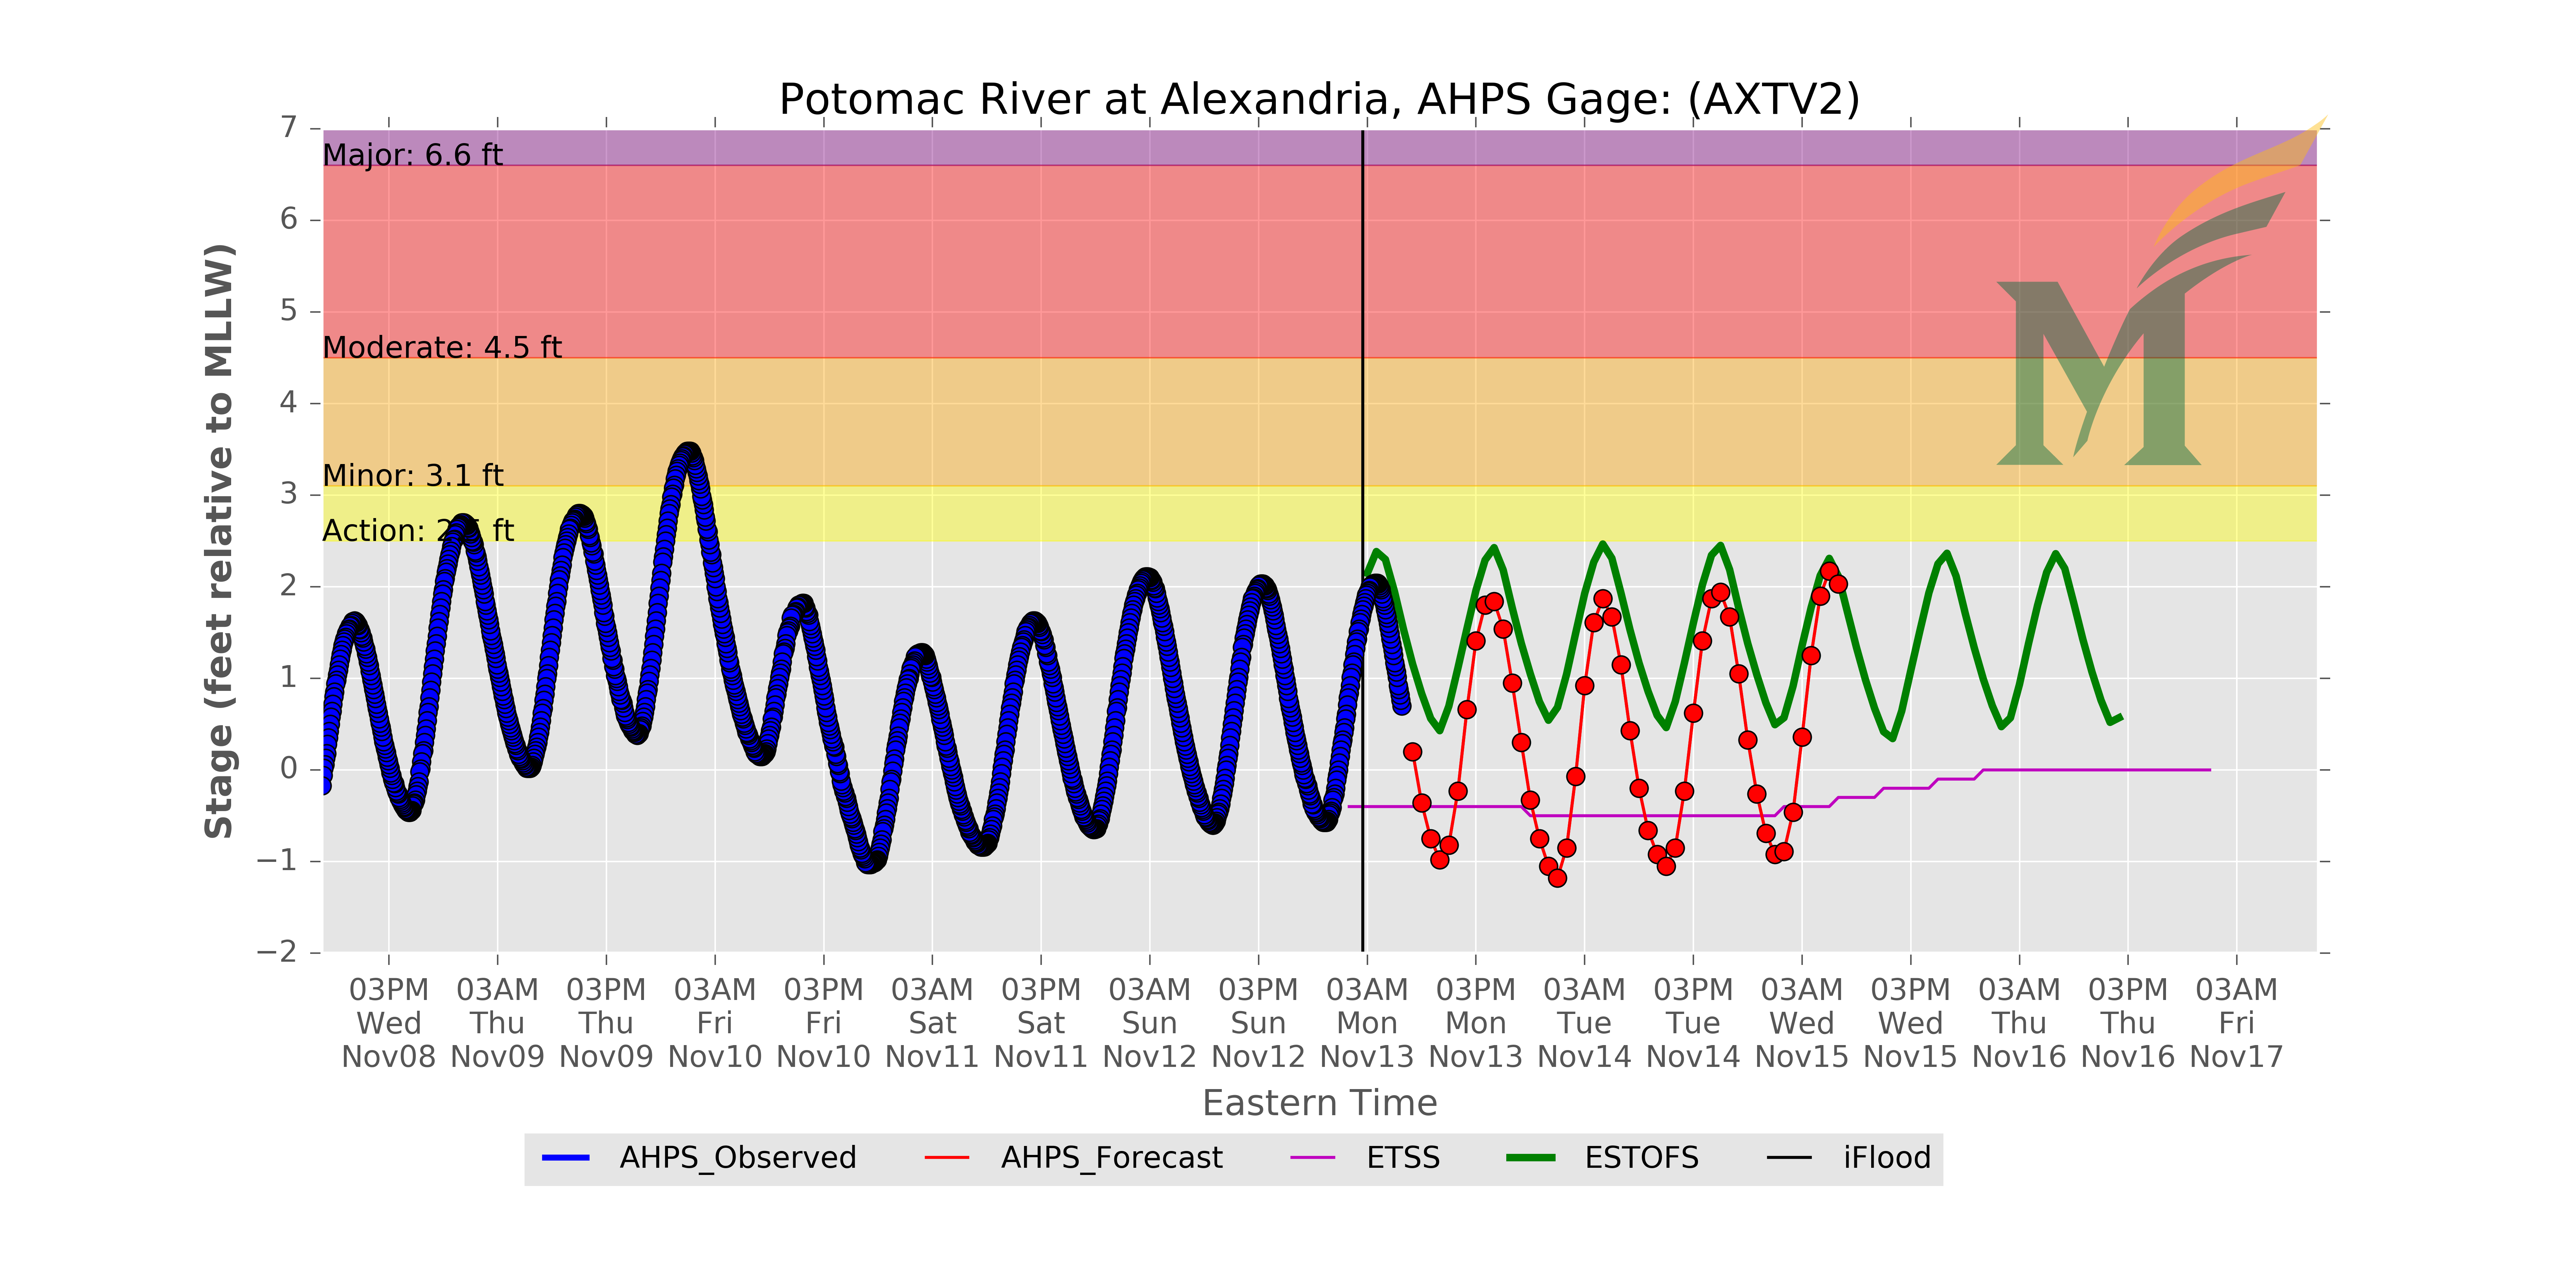 Potomac River at Alexandria, AHPS Gage: (AXTV2)
7
6
5
4
3
2
1
0
−1
−2
Stage (feet relative to MLLW)
Major: 6.6 ft
Moderate: 4.5 ft
Minor: 3.1 ft
Action: 2.5 ft
03PM 03AM 03PM 03AM 03PM 03AM 03PM 03AM 03PM 03AM 03PM 03AM 03PM 03AM 03PM 03AM 03PM 03AM
Wed Thu Thu Fri Fri Sat Sat Sun Sun Mon Mon Tue Tue Wed Wed Thu Thu Fri
Nov08 Nov09 Nov09 Nov10 Nov10 Nov11 Nov11 Nov12 Nov12 Nov13 Nov13 Nov14 Nov14 Nov15 Nov15 Nov16 Nov16 Nov17
Eastern Time
AHPS_Observed AHPS_Forecast ETSS ESTOFS iFlood